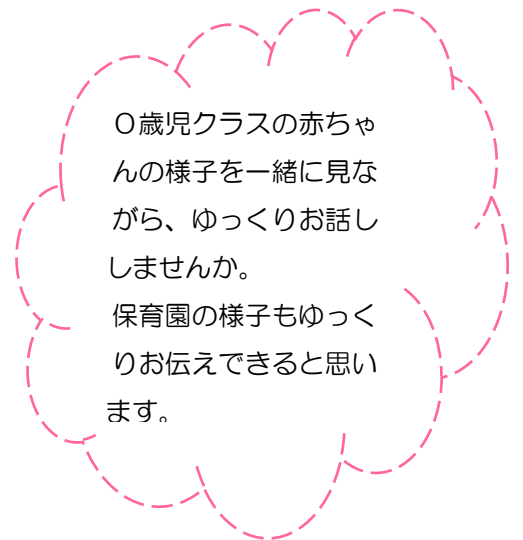 ０歳児クラスの赤ちゃ
んの様子を一緒に見な
がら、ゆっくりお話し
しませんか。
保育園の様子もゆっく
りお伝えできると思い
ます。